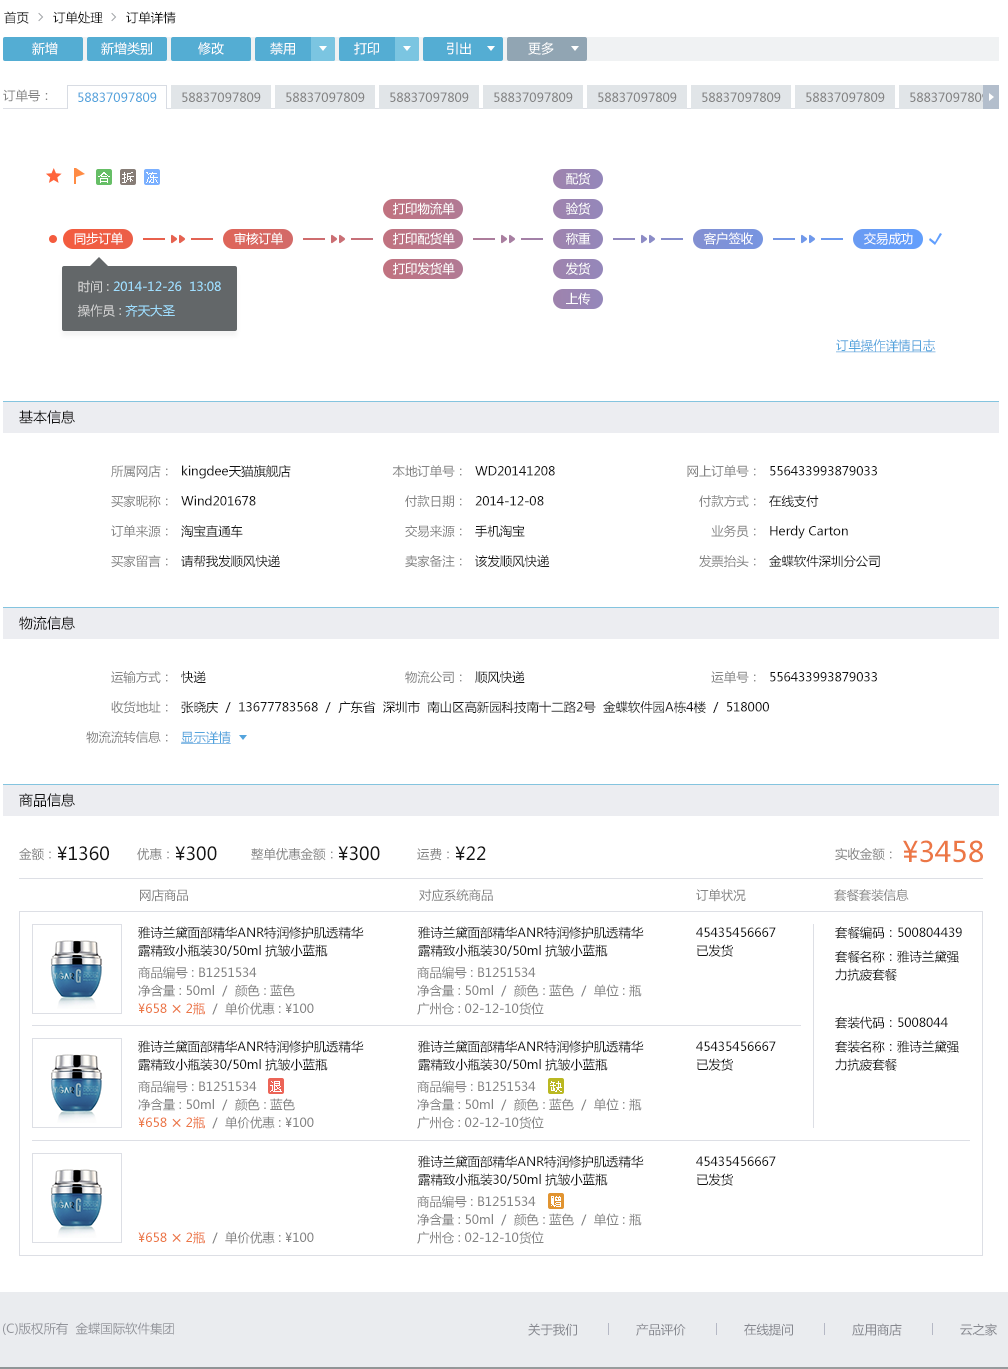 首页 > 订单处理 > 订单详情
新增 新增类别 修改 禁用 打印 引出 更多
订单号： 58837097809 58837097809 58837097809 58837097809 58837097809 58837097809 58837097809 58837097809 5883709780
合 拆 冻
配货
打印物流单 验货
同步订单 审核订单 打印配货单 称重 客户签收 交易成功
打印发货单 发货
上传
时间 : 2014-12-26 13:08
操作员 : 齐天大圣
订单操作详情日志
基本信息
所属网店： kingdee天猫旗舰店 本地订单号： WD20141208 网上订单号： 556433993879033
买家昵称： Wind201678 付款日期： 2014-12-08 付款方式： 在线支付
订单来源： 淘宝直通车 交易来源： 手机淘宝 业务员： Herdy Carton
买家留言： 请帮我发顺风快递 卖家备注： 该发顺风快递 发票抬头： 金蝶软件深圳分公司
物流信息
运输方式： 快递 物流公司： 顺风快递 运单号： 556433993879033
收货地址： 张晓庆 / 13677783568 / 广东省 深圳市 南山区高新园科技南十二路2号 金蝶软件园A栋4楼 / 518000
物流流转信息： 显示详情
商品信息
金额：¥1360 优惠：¥300 整单优惠金额：¥300 运费：¥22 实收金额： ¥3458
网店商品 对应系统商品 订单状况 套餐套装信息
雅诗兰黛面部精华ANR特润修护肌透精华 雅诗兰黛面部精华ANR特润修护肌透精华 45435456667 套餐编码：500804439
露精致小瓶装30/50ml 抗皱小蓝瓶 露精致小瓶装30/50ml 抗皱小蓝瓶 已发货 套餐名称：雅诗兰黛强
商品编号 : B1251534 商品编号 : B1251534 力抗疲套餐
净含量 : 50ml / 颜色 : 蓝色 净含量 : 50ml / 颜色 : 蓝色 / 单位 : 瓶
¥658 × 2瓶 / 单价优惠 : ¥100 广州仓 : 02-12-10货位
套装代码：5008044
雅诗兰黛面部精华ANR特润修护肌透精华 雅诗兰黛面部精华ANR特润修护肌透精华 45435456667 套装名称：雅诗兰黛强
露精致小瓶装30/50ml 抗皱小蓝瓶 露精致小瓶装30/50ml 抗皱小蓝瓶 已发货 力抗疲套餐
商品编号 : B1251534 退 商品编号 : B1251534 缺
净含量 : 50ml / 颜色 : 蓝色 净含量 : 50ml / 颜色 : 蓝色 / 单位 : 瓶
¥658 × 2瓶 / 单价优惠 : ¥100 广州仓 : 02-12-10货位
雅诗兰黛面部精华ANR特润修护肌透精华 45435456667
露精致小瓶装30/50ml 抗皱小蓝瓶 已发货
商品编号 : B1251534 赠
净含量 : 50ml / 颜色 : 蓝色 / 单位 : 瓶
¥658 × 2瓶 / 单价优惠 : ¥100 广州仓 : 02-12-10货位
(C)版权所有 金蝶国际软件集团 关于我们 | 产品评价 | 在线提问 | 应用商店 | 云之家